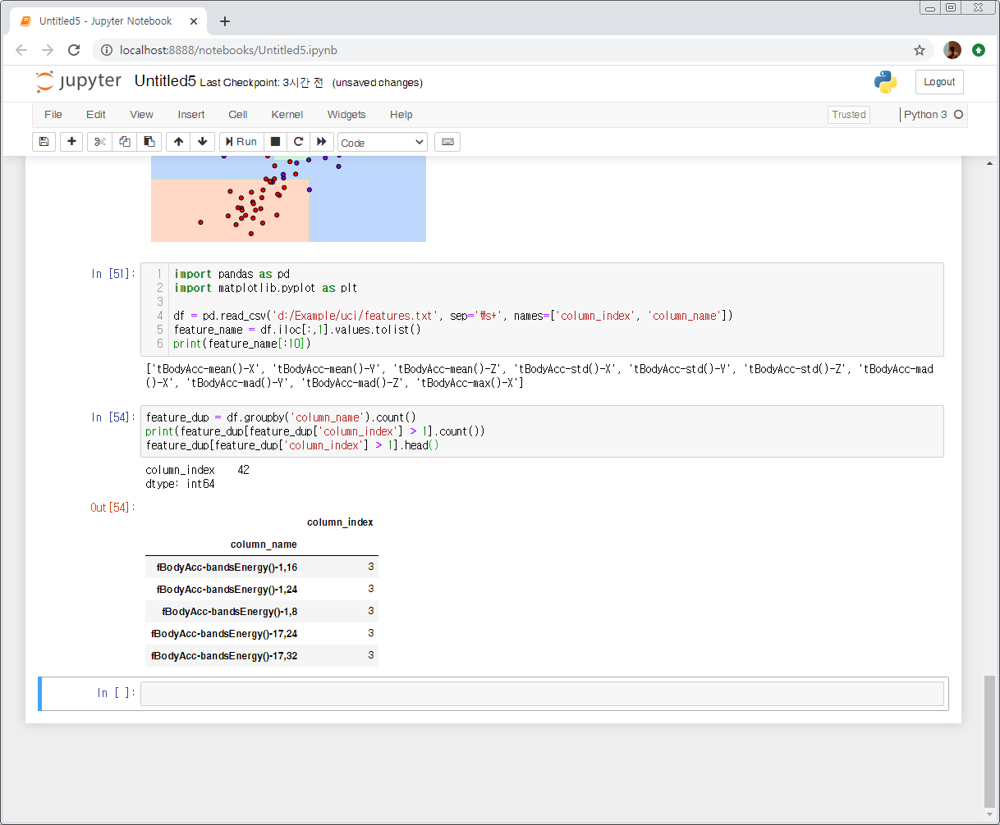 Untitled5 - Jupyter Notebook
localhost:8888/notebooks/Untitled5.ipynb
jupyter Untitled5 Last Checkpoint: 3시간 전 (unsaved changes)
Logout
File Edit View Insert Cell Kernel Widgets Help
Trusted
Python 3
Run
Code
In [51]:
1 import pandas as pd
2 import matplotlib.pyplot as plt
3
4 df = pd.read_csv('d:/Example/uci/features.txt', sep='₩s+', names=['column_index', 'column_name'])
5 feature_name = df.iloc[:,1].values.tolist()
6 print(feature_name[:10])
['tBodyAcc-mean()-X', 'tBodyAcc-mean()-Y', 'tBodyAcc-mean()-Z', 'tBodyAcc-std()-X', 'tBodyAcc-std()-Y', 'tBodyAcc-std()-Z', 'tBodyAcc-mad
()-X', 'tBodyAcc-mad()-Y', 'tBodyAcc-mad()-Z', 'tBodyAcc-max()-X']
In [54]:
feature_dup = df.groupby('column_name').count()
print(feature_dup[feature_dup['column_index'] > 1].count())
feature_dup[feature_dup['column_index'] > 1].head()
column_index 42
dtype: int64
Out[54]:
column_index
column_name
fBodyAcc-bandsEnergy()-1,16 3
fBodyAcc-bandsEnergy()-1,24 3
fBodyAcc-bandsEnergy()-1,8 3
fBodyAcc-bandsEnergy()-17,24 3
fBodyAcc-bandsEnergy()-17,32 3
In [ ]: